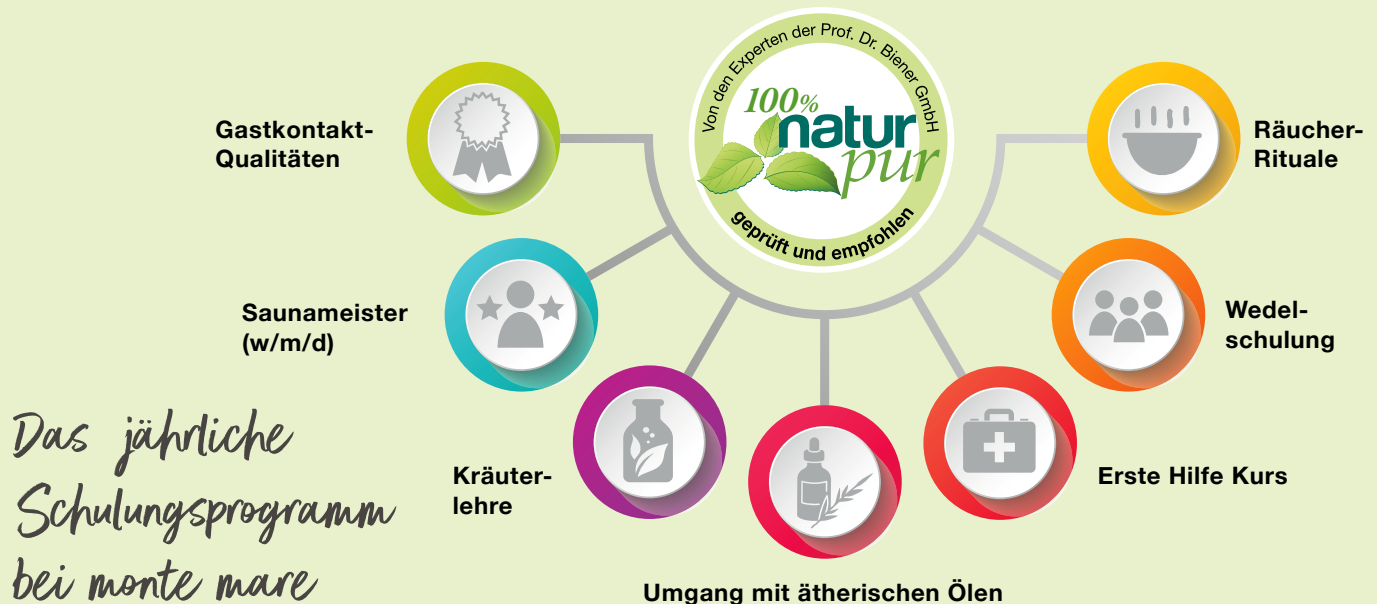 Von den Experten der Prof. Dr. Biener GmbH
100%
natur
pur
geprüft und empfohlen
Gastkontakt-
Qualitäten
Saunameister
(w/m/d)
Kräuter-
lehre
Umgang mit ätherischen Ölen
Erste Hilfe Kurs
Wedel-
schulung
Räucher-
Rituale
Das jährliche
Schulungsprogramm
bei monte mare